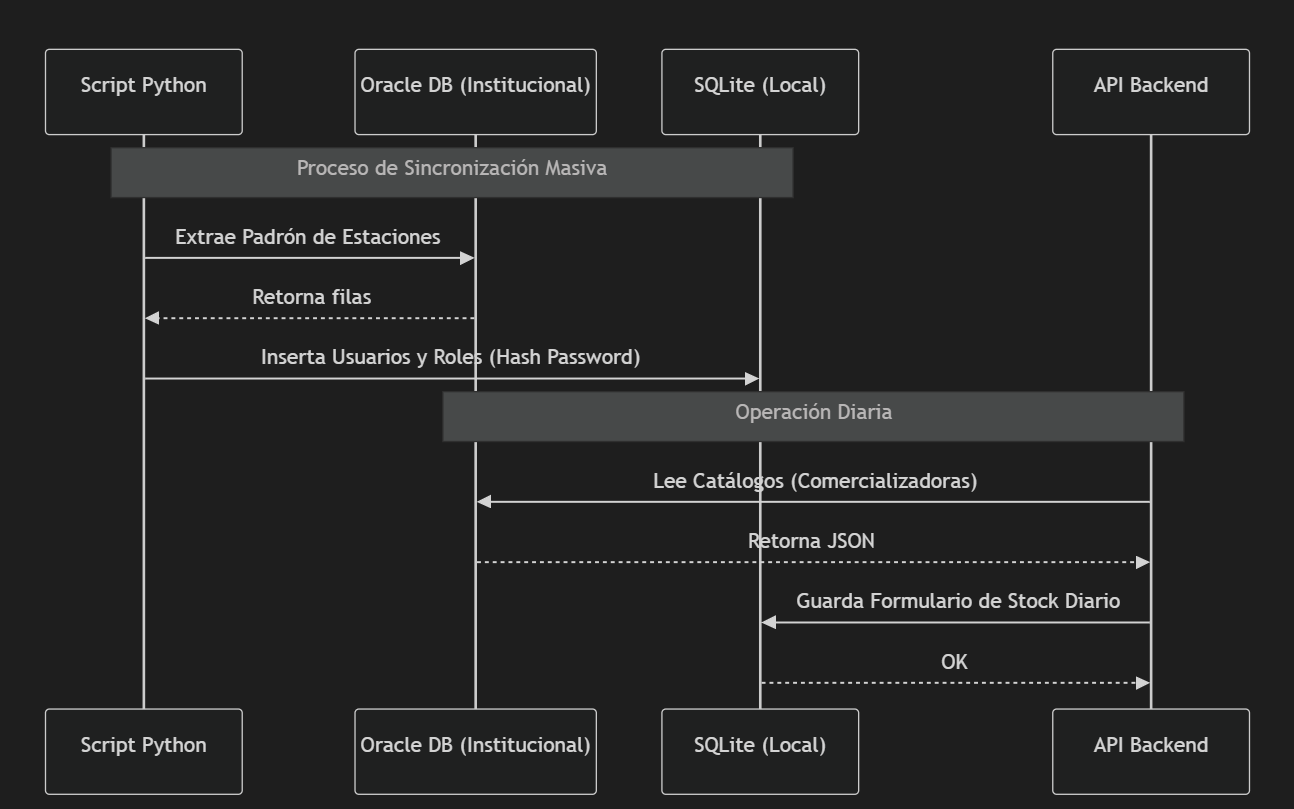 Script Python
Oracle DB (Institucional)
SQLite (Local)
API Backend
Proceso de Sincronización Masiva
Extrae Padrón de Estaciones
Retorna filas
Inserta Usuarios y Roles (Hash Password)
Operación Diaria
Lee Catálogos (Comercializadoras)
Retorna JSON
Guarda Formulario de Stock Diario
OK
Script Python
Oracle DB (Institucional)
SQLite (Local)
API Backend